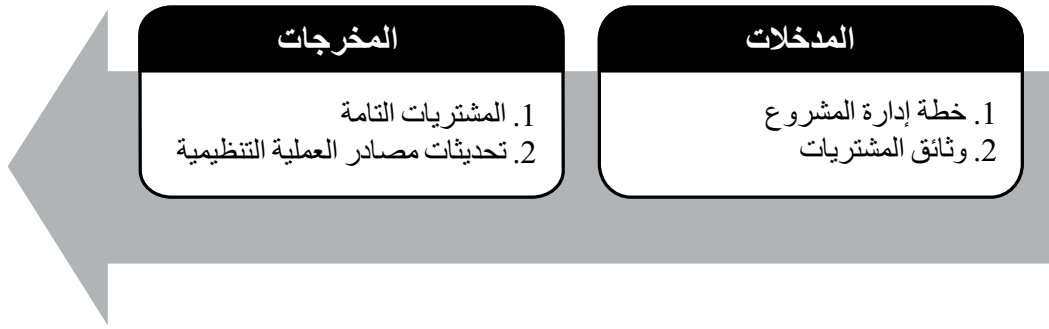 المدخلات
1. خطة إدارة المشروع
2. وثائق المشتريات
المخرجات
1. المشتريات التامة
2. تحديثات مصادر العملية التنظيمية